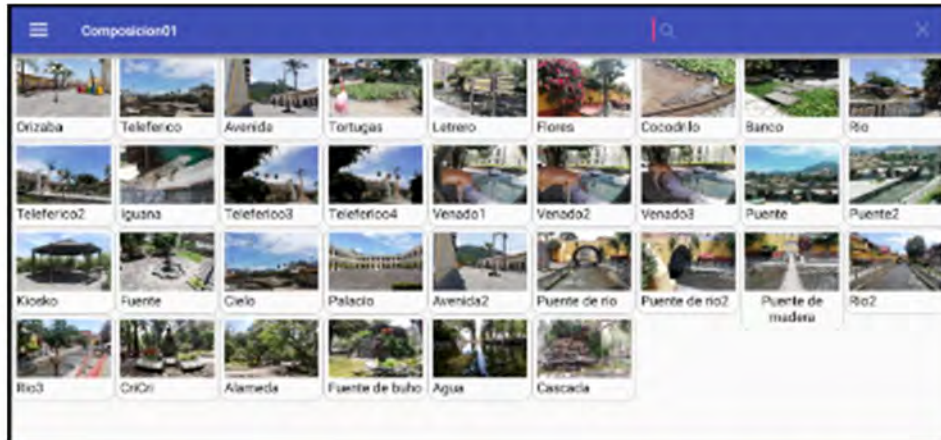 Composicion01
Orizaba Teleferico Avenida Tortugas Letrero Flores Cocodrilo Banco Rio
Teleferico2 Iguana Teleferico3 Teleferico4 Venado1 Venado2 Venado3 Puente Puente2
Kiosko Fuente Cielo Palacio Avenida2 Puente de rio Puente de rio2 Puente de Rio2
madera
Rio3 CriCri Alameda Fuente de buho Agua Cascada